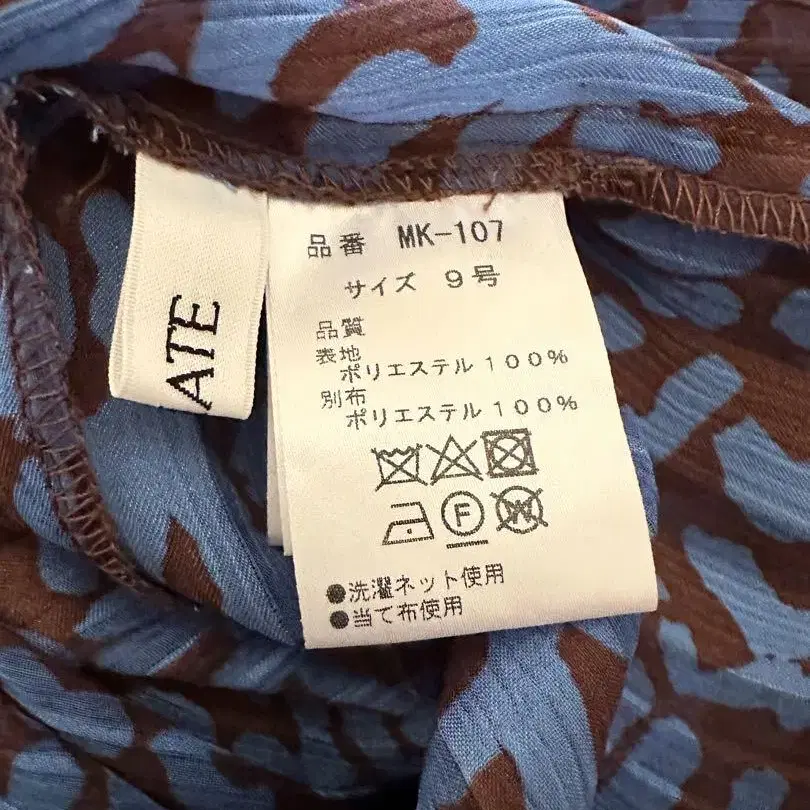 ATE
品番 MK-107
サイズ 9号
品質
表地
ポリエステル100%
別布
ポリエステル100%
F
W
●洗濯ネット使用
●当て布使用